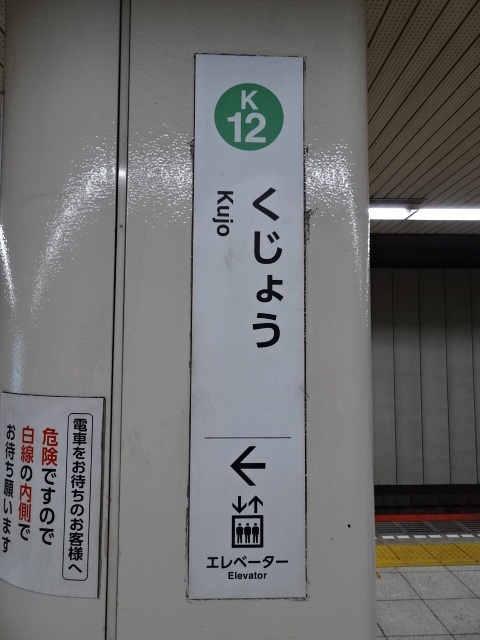 K
12
くじょう
Kujo
エレベーター
Elevator
電車をお待ちのお客様へ
危険ですので
白線の内側で
お待ち願います